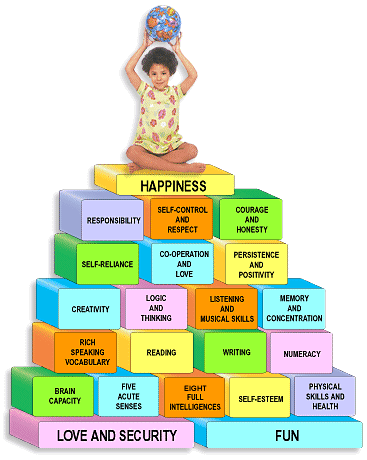 HAPPINESS
RESPONSIBILITY
SELF-CONTROL
AND
RESPECT
COURAGE
AND
HONESTY
SELF-RELIANCE
CO-OPERATION
AND
LOVE
PERSISTENCE
AND
POSITIVITY
CREATIVITY
LOGIC
AND
THINKING
LISTENING
AND
MUSICAL SKILLS
MEMORY
AND
CONCENTRATION
RICH
SPEAKING
VOCABULARY
READING
WRITING
NUMERACY
BRAIN
CAPACITY
FIVE
ACUTE
SENSES
EIGHT
FULL
INTELLIGENCES
SELF-ESTEEM
PHYSICAL
SKILLS AND
HEALTH
LOVE AND SECURITY
FUN